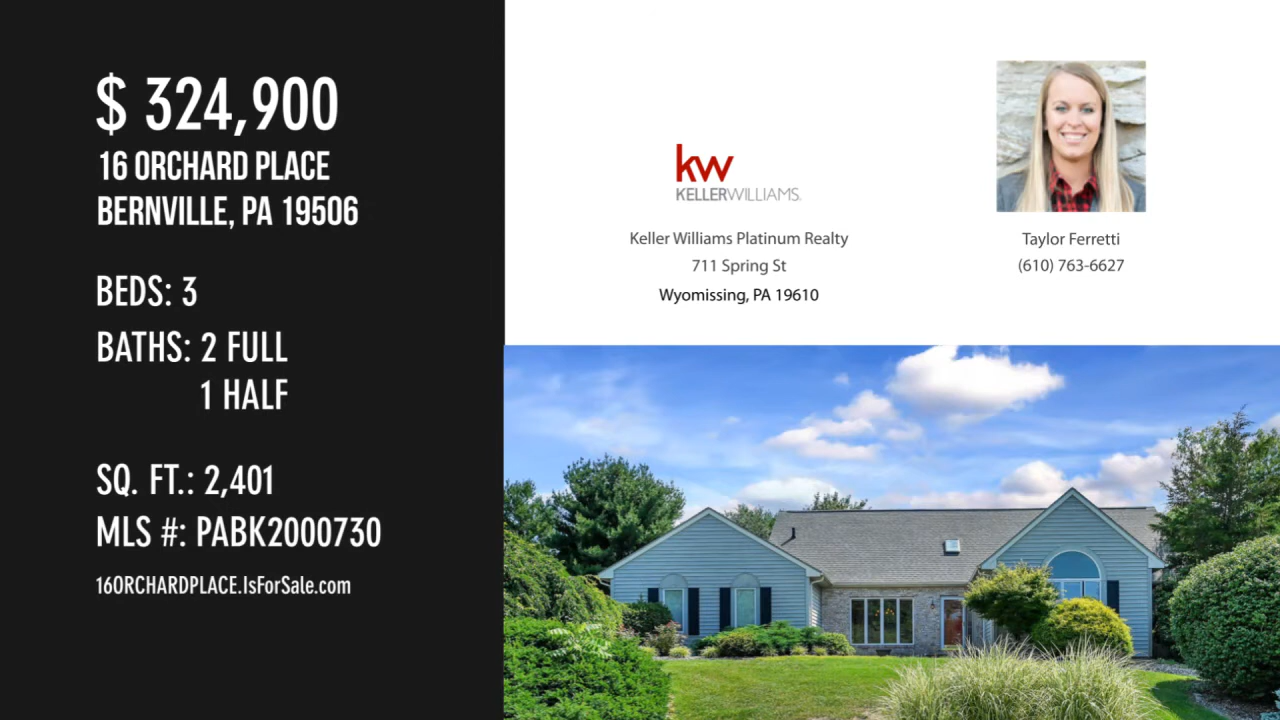 $ 324,900
16 ORCHARD PLACE
BERNVILLE, PA 19506
BEDS: 3
BATHS: 2 FULL
1 HALF
SQ. FT.: 2,401
MLS #: PABK2000730
16ORCHARDPLACE.IsForSale.com
kw
KELLERWILLIAMS.
Keller Williams Platinum Realty
711 Spring St
Wyomissing, PA 19610
Taylor Ferretti
(610) 763-6627